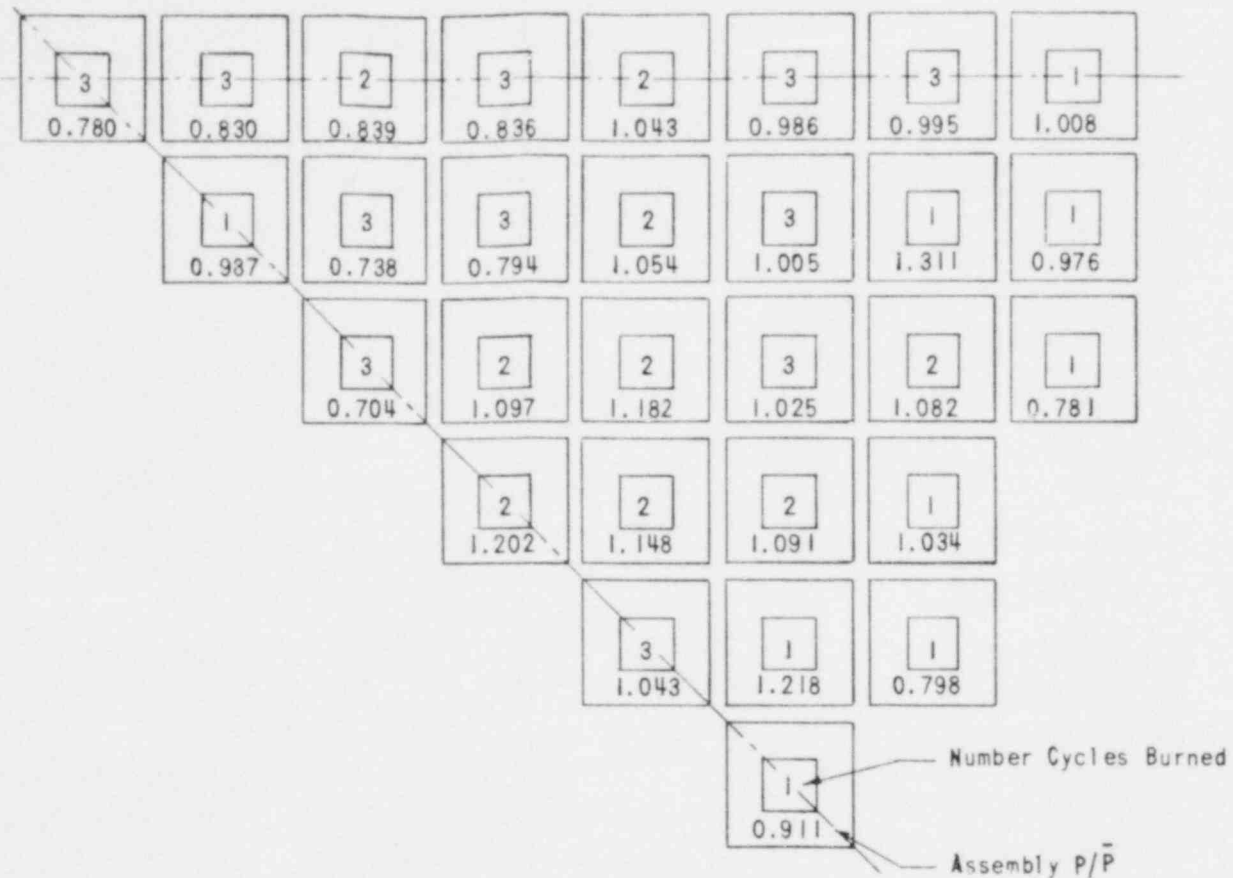 3 3 2 3 2 3 3 1
0.780 0.830 0.839 0.836 1.043 0.986 0.995 1.008
1 3 3 2 3 1 1
0.987 0.738 0.794 1.054 1.005 1.311 0.976
3 2 2 3 2 1
0.704 1.097 1.182 1.025 1.082 0.781
2 2 2 1
1.202 1.148 1.091 1.034
3 1 1
1.043 1.218 0.798
Number Cycles Burned
1
0.911
Assembly P/P̄